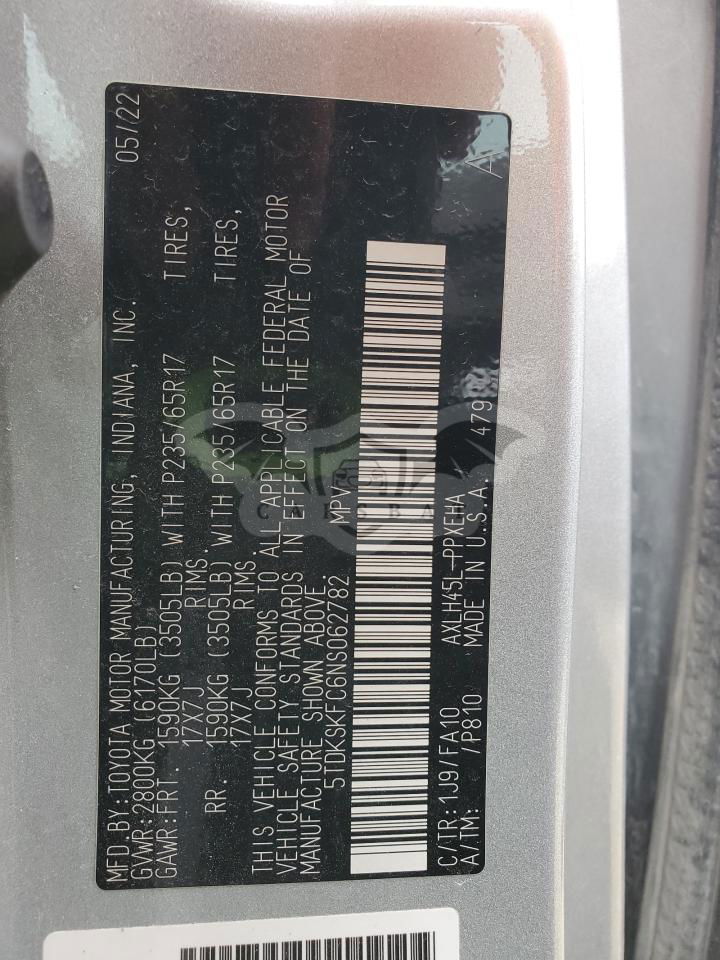 MFD.BY:TOYOTA MOTOR MANUFACTURING, INDIANA, INC. 05/22
GVWR:2800KG (6170LB)
GAWR:FRT. 1590KG (3505LB) WITH P235/65R17 TIRES,
17X7J RIMS.
RR. 1590KG (3505LB) WITH P235/65R17 TIRES,
17X7J RIMS.
THIS VEHICLE CONFORMS TO ALL APPLICABLE FEDERAL MOTOR
VEHICLE SAFETY STANDARDS IN EFFECT ON THE DATE OF
MANUFACTURE SHOWN ABOVE.
5TDKSKFC6NS062782 MPV
C/TR:1J9/FA10 AXLH45L-PPXEHA
A/TM: /P810 MADE IN U.S.A. 479
CARSBAD